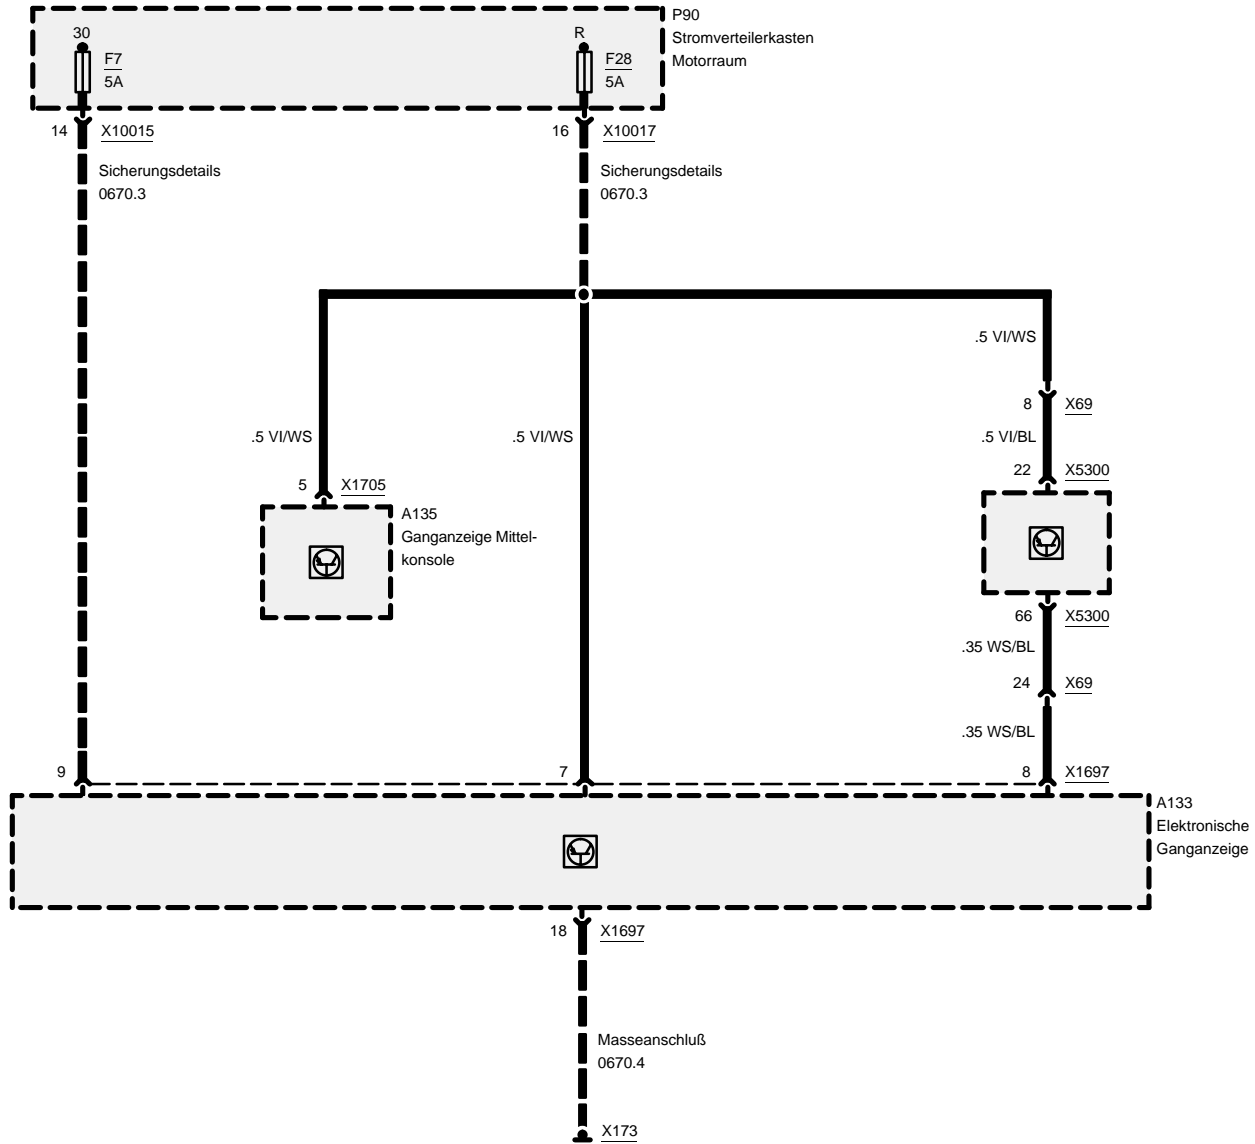 P90
Stromverteilerkasten
Motorraum
30
F7
5A
R
F28
5A
14 X10015
16 X10017
Sicherungsdetails
0670.3
Sicherungsdetails
0670.3
.5 VI/WS
8 X69
.5 VI/WS
.5 VI/WS
.5 VI/BL
22 X5300
5 X1705
A135
Ganganzeige Mittel-
konsole
66 X5300
.35 WS/BL
24 X69
.35 WS/BL
9
7
8 X1697
A133
Elektronische
Ganganzeige
18 X1697
Masseanschluß
0670.4
X173